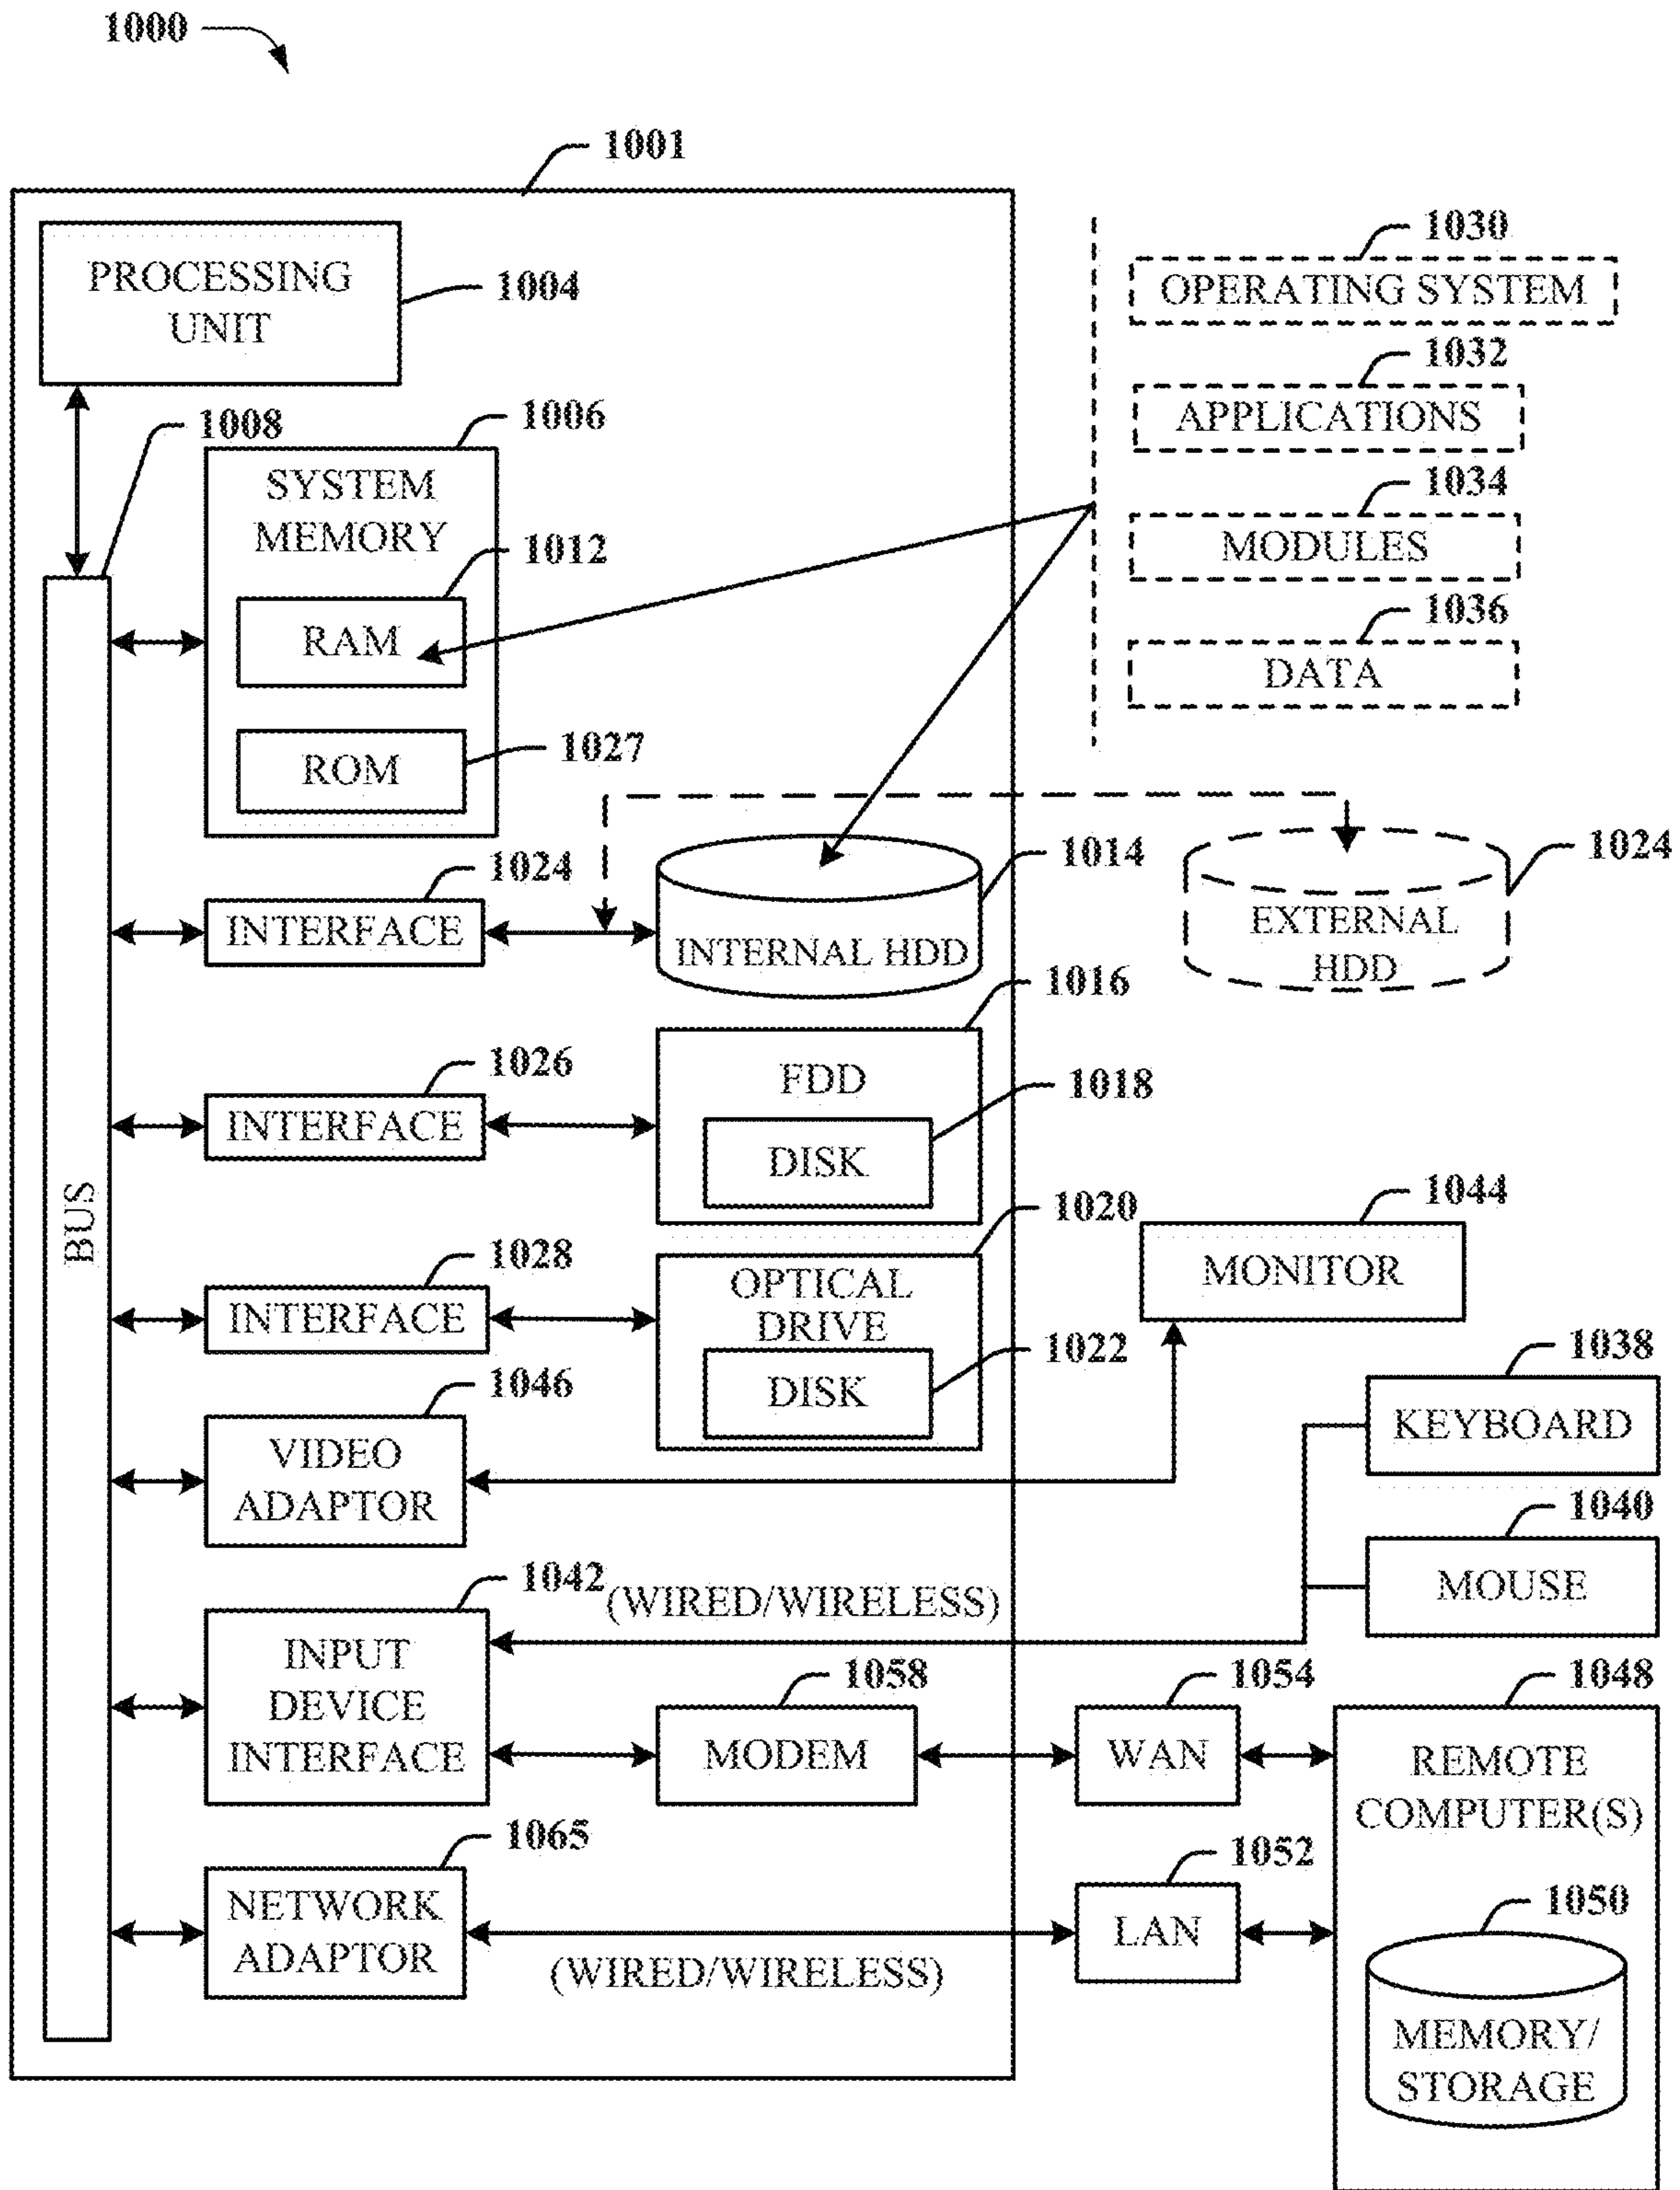 1000
1001
PROCESSING
UNIT
1004
1030
OPERATING SYSTEM
1032
APPLICATIONS
1034
MODULES
1036
DATA
1008
1006
SYSTEM
MEMORY
1012
RAM
1027
ROM
1024
INTERFACE
1014
INTERNAL HDD
1024
EXTERNAL
HDD
1016
FDD
1026
INTERFACE
1018
DISK
BUS
1020
OPTICAL
DRIVE
1028
INTERFACE
1022
DISK
1044
MONITOR
1046
VIDEO
ADAPTOR
1038
KEYBOARD
1040
MOUSE
1042
(WIRED/WIRELESS)
INPUT
DEVICE
INTERFACE
1058
MODEM
1054
WAN
1048
REMOTE
COMPUTER(S)
1065
NETWORK
ADAPTOR
(WIRED/WIRELESS)
1052
LAN
1050
MEMORY/
STORAGE